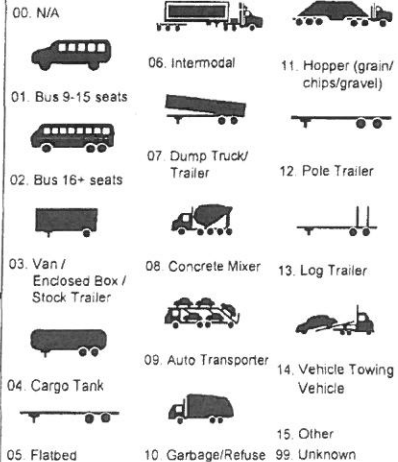 00. N/A
01. Bus 9-15 seats
02. Bus 16+ seats
03. Van /
Enclosed Box /
Stock Trailer
04. Cargo Tank
05. Flatbed
06. Intermodal
07. Dump Truck/
Trailer
08. Concrete Mixer
09. Auto Transporter
10. Garbage/Refuse
11. Hopper (grain/
chips/gravel)
12. Pole Trailer
13. Log Trailer
14. Vehicle Towing
Vehicle
15. Other
99. Unknown